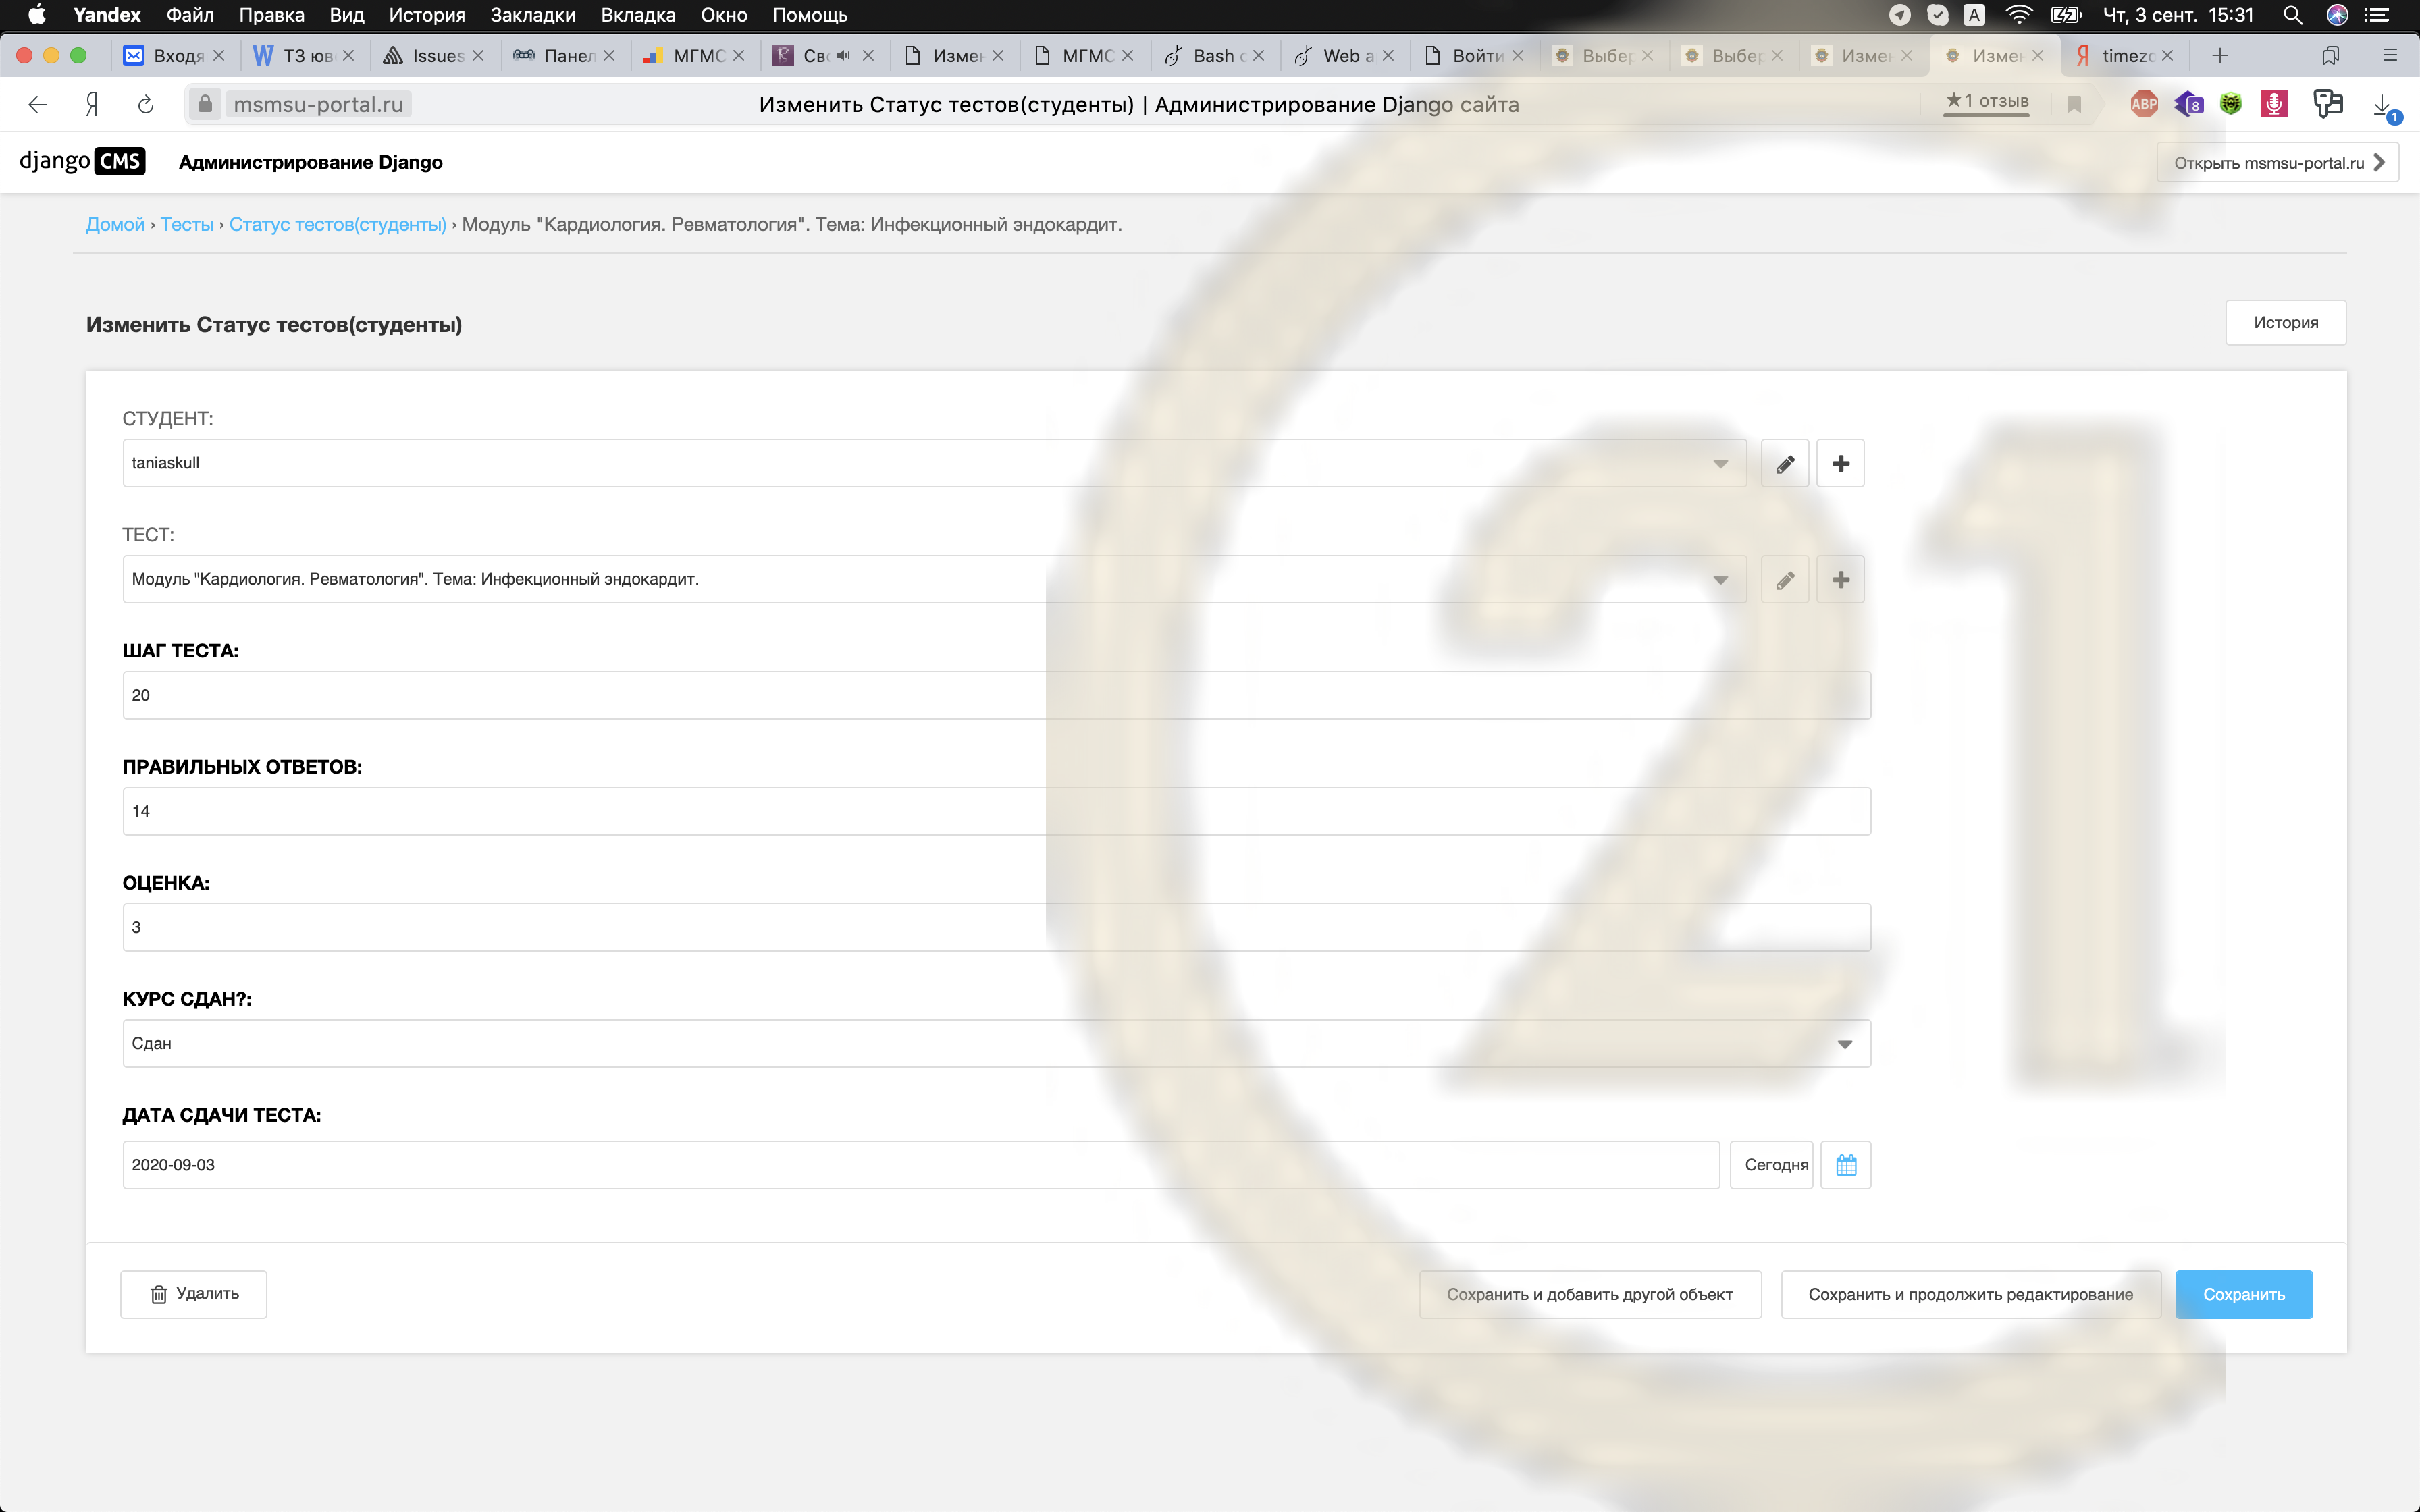 Yandex Файл Правка Вид История Закладки Вкладка Окно Помощь A Чт, 3 сент. 15:31
Входя ТЗ юв Issues Панел МГМС Св Измен МГМС Bash Web a Войти Выбер Выбер Измен Измен timezo
msmsu-portal.ru Изменить Статус тестов(студенты) | Администрирование Django сайта ★1 отзыв ABP 8 1
django CMS Администрирование Django Открыть msmsu-portal.ru
Домой › Тесты › Статус тестов(студенты) › Модуль "Кардиология. Ревматология". Тема: Инфекционный эндокардит.
Изменить Статус тестов(студенты) История
СТУДЕНТ:
taniaskull
ТЕСТ:
Модуль "Кардиология. Ревматология". Тема: Инфекционный эндокардит.
ШАГ ТЕСТА:
20
ПРАВИЛЬНЫХ ОТВЕТОВ:
14
ОЦЕНКА:
3
КУРС СДАН?:
Сдан
ДАТА СДАЧИ ТЕСТА:
2020-09-03 Сегодня
Удалить Сохранить и добавить другой объект Сохранить и продолжить редактирование Сохранить
21